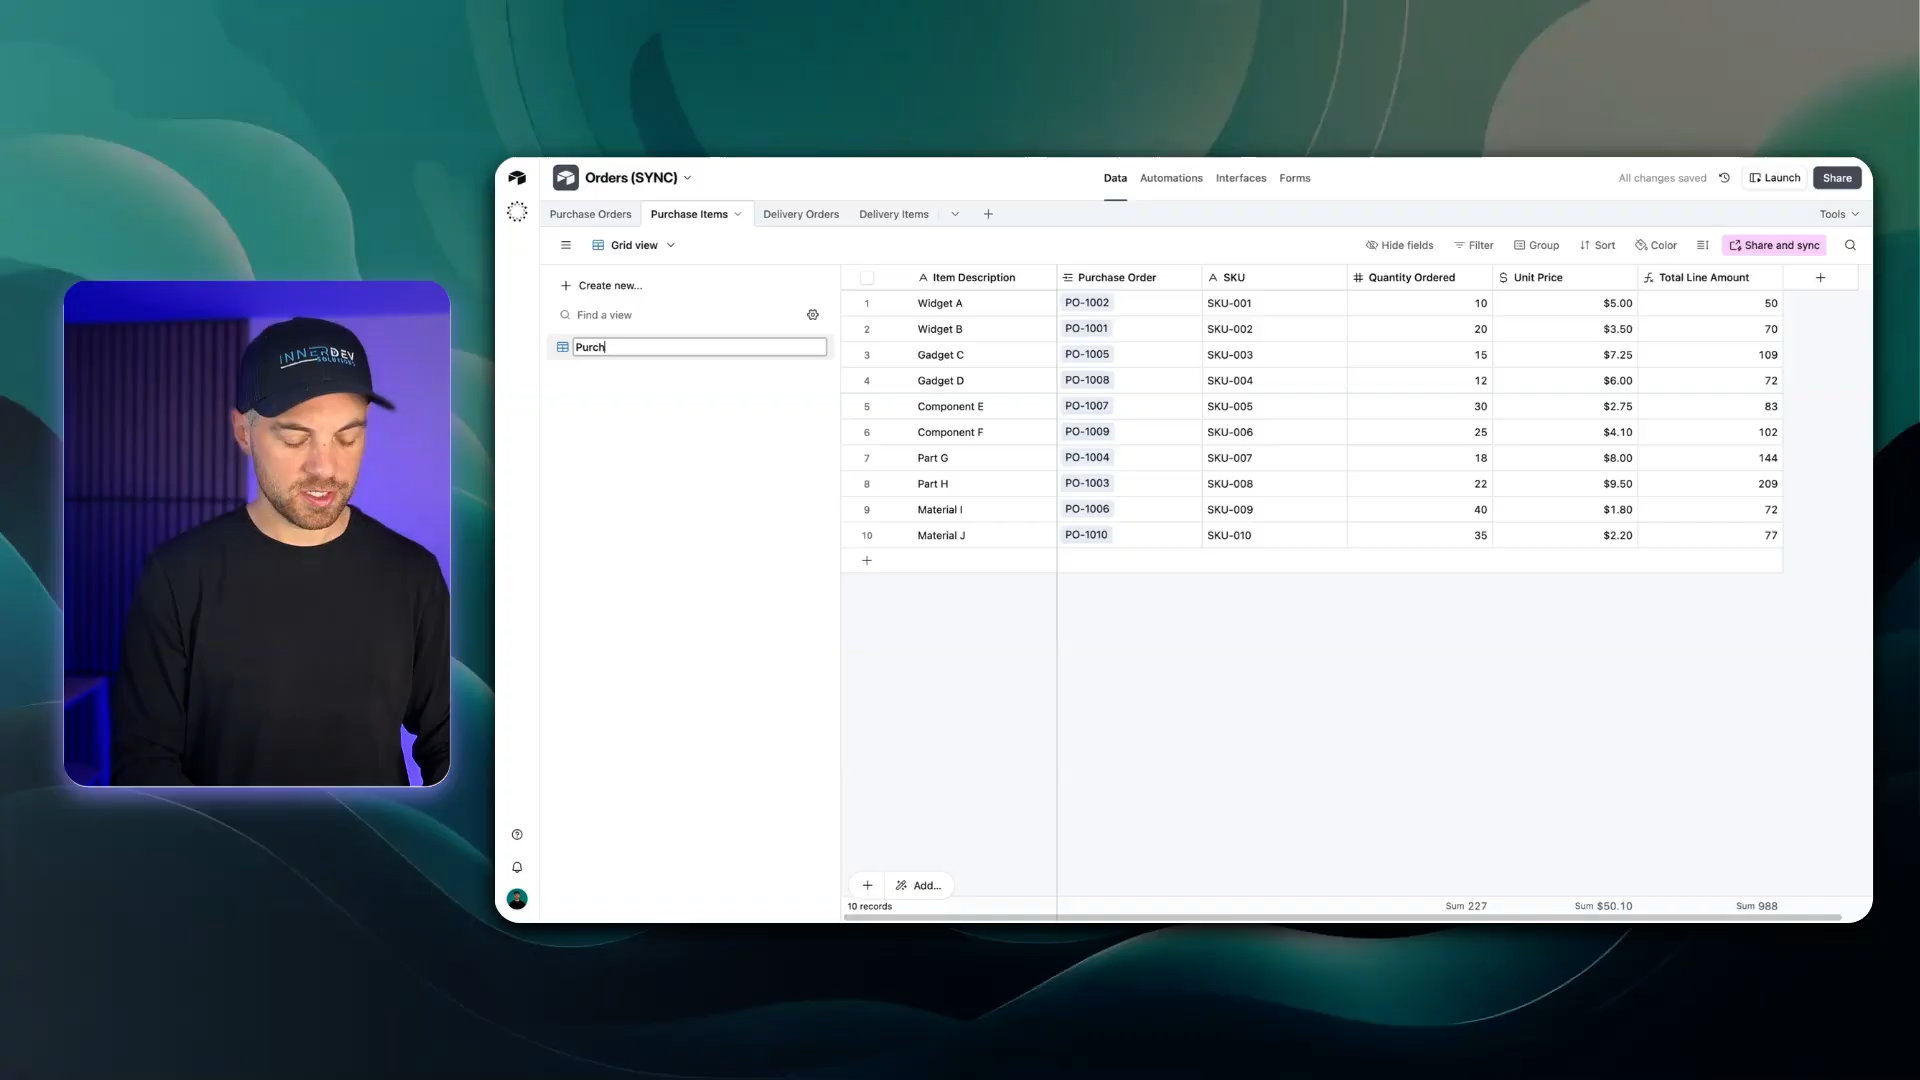 INNERDEV
SOLUTIONS
Orders (SYNC)
Data Automations Interfaces Forms
All changes saved Launch Share
Purchase Orders Purchase Items Delivery Orders Delivery Items Tools
Grid view Hide fields Filter Group Sort Color Share and sync
Create new...
Find a view
Purch
Item Description Purchase Order SKU Quantity Ordered Unit Price Total Line Amount
1 Widget A PO-1002 SKU-001 10 $5.00 50
2 Widget B PO-1001 SKU-002 20 $3.50 70
3 Gadget C PO-1005 SKU-003 15 $7.25 109
4 Gadget D PO-1008 SKU-004 12 $6.00 72
5 Component E PO-1007 SKU-005 30 $2.75 83
6 Component F PO-1009 SKU-006 25 $4.10 102
7 Part G PO-1004 SKU-007 18 $8.00 144
8 Part H PO-1003 SKU-008 22 $9.50 209
9 Material I PO-1006 SKU-009 40 $1.80 72
10 Material J PO-1010 SKU-010 35 $2.20 77
Add...
10 records Sum 227 Sum $50.10 Sum 988